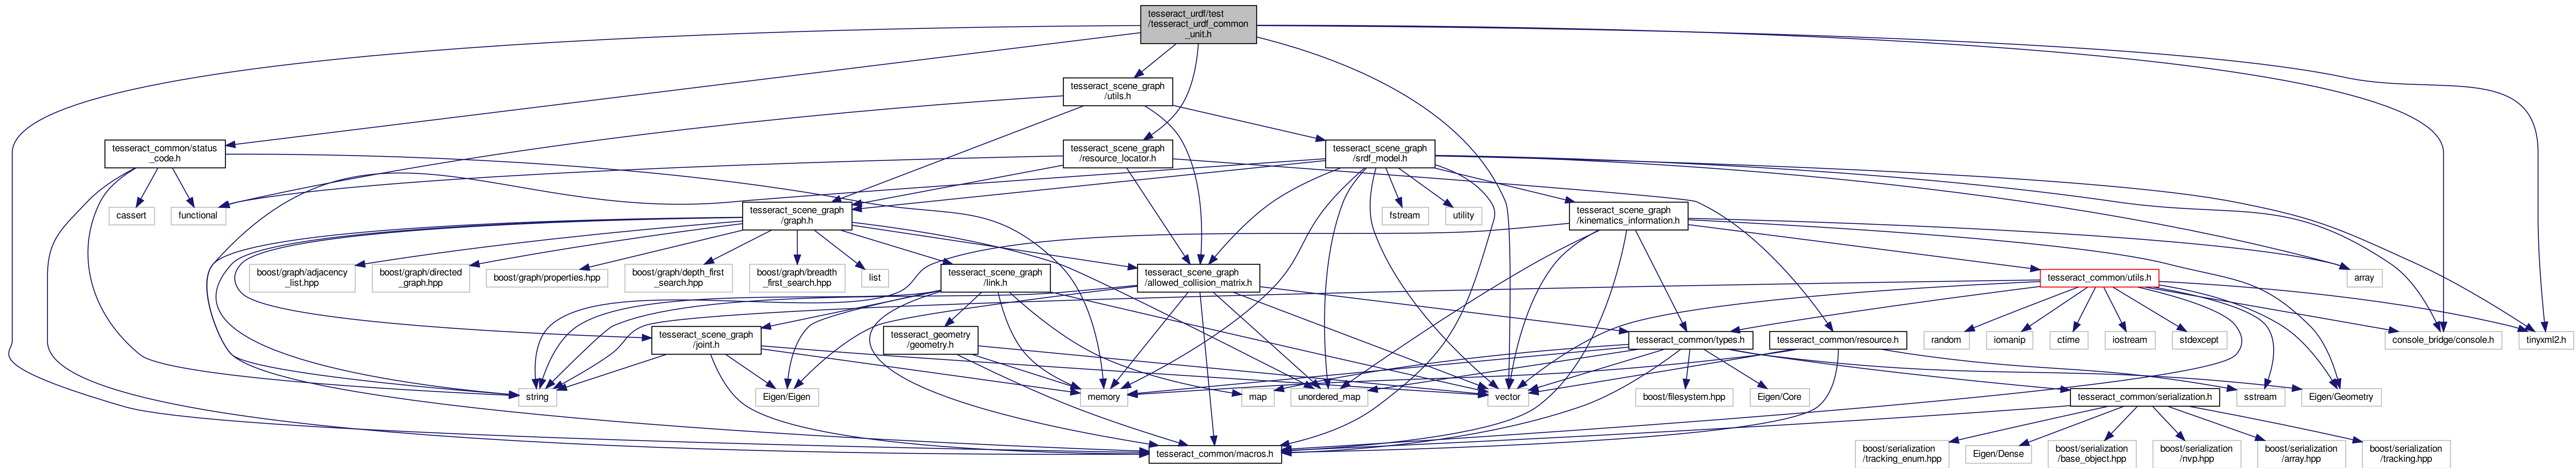 tesseract_urdf/test
/tesseract_urdf_common
_unit.h
tesseract_scene_graph
/utils.h
tesseract_common/status
_code.h
tesseract_scene_graph
/resource_locator.h
tesseract_scene_graph
/srdf_model.h
cassert
functional
tesseract_scene_graph
/graph.h
fstream
utility
tesseract_scene_graph
/kinematics_information.h
boost/graph/adjacency
_list.hpp
boost/graph/directed
_graph.hpp
boost/graph/properties.hpp
boost/graph/depth_first
_search.hpp
boost/graph/breadth
_first_search.hpp
list
tesseract_scene_graph
/link.h
tesseract_scene_graph
/allowed_collision_matrix.h
tesseract_common/utils.h
array
tesseract_scene_graph
/joint.h
tesseract_geometry
/geometry.h
tesseract_common/types.h
tesseract_common/resource.h
random
iomanip
ctime
iostream
stdexcept
console_bridge/console.h
tinyxml2.h
string
Eigen/Eigen
memory
map
unordered_map
vector
boost/filesystem.hpp
Eigen/Core
tesseract_common/serialization.h
sstream
Eigen/Geometry
tesseract_common/macros.h
boost/serialization
/tracking_enum.hpp
Eigen/Dense
boost/serialization
/base_object.hpp
boost/serialization
/nvp.hpp
boost/serialization
/array.hpp
boost/serialization
/tracking.hpp